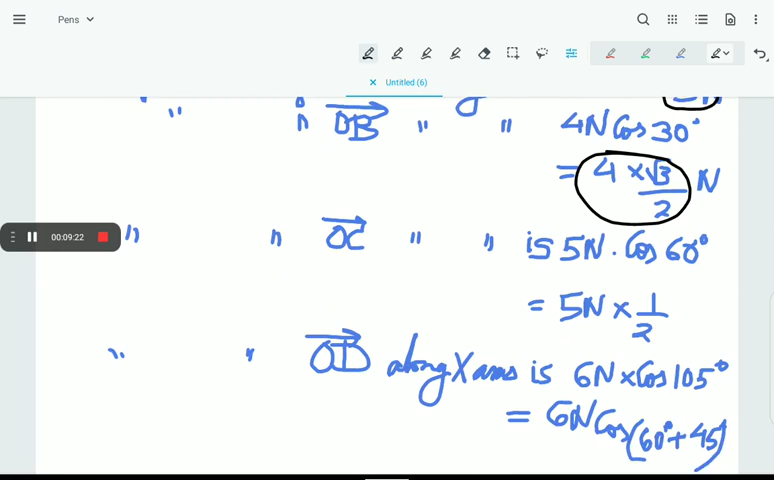 Pens
Untitled (6)
" " OB " " 4N Cos 30°
= 4 × √3/2 N
00:09:22
" " OC " " is 5N . Cos 60°
= 5N × 1/2
" " OD along X axis is 6N × Cos 105°
= 6N Cos (60° + 45°)